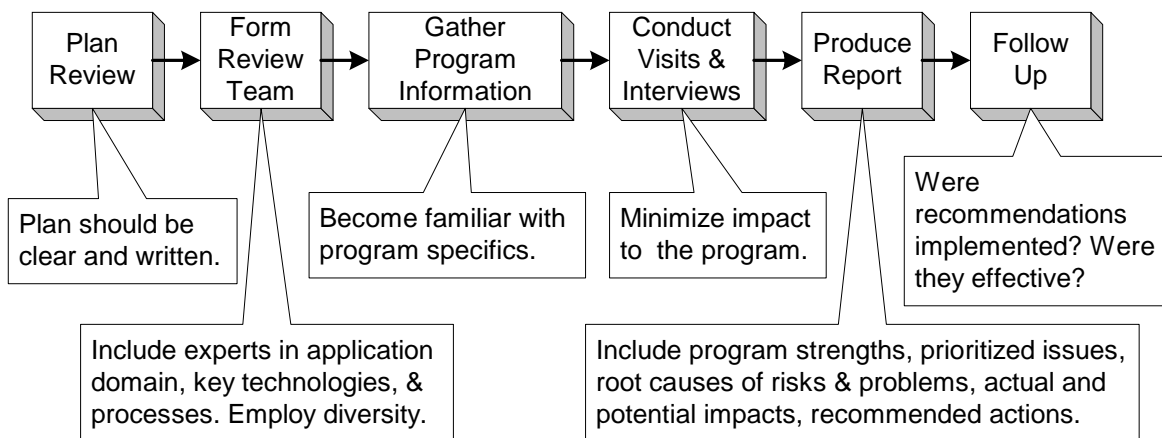 Plan
Review
Form
Review
Team
Gather
Program
Information
Conduct
Visits &
Interviews
Produce
Report
Follow
Up
Plan should be
clear and written.
Become familiar with
program specifics.
Minimize impact
to the program.
Were
recommendations
implemented? Were
they effective?
Include experts in application
domain, key technologies, &
processes. Employ diversity.
Include program strengths, prioritized issues,
root causes of risks & problems, actual and
potential impacts, recommended actions.